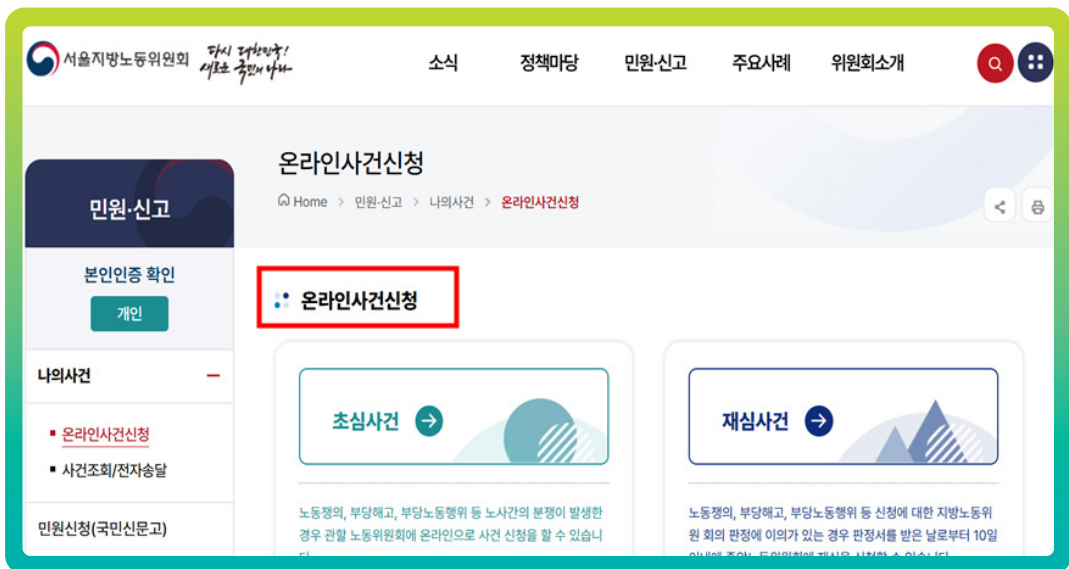 서울지방노동위원회
다시 대한민국!
새로운 국민의 나라
소식 정책마당 민원·신고 주요사례 위원회소개
온라인사건신청
Home > 민원·신고 > 나의사건 > 온라인사건신청
민원·신고
본인인증 확인
개인
나의사건
온라인사건신청
사건조회/전자송달
민원신청(국민신문고)
온라인사건신청
초심사건
노동쟁의, 부당해고, 부당노동행위 등 노사간의 분쟁이 발생한
경우 관할 노동위원회에 온라인으로 사건 신청을 할 수 있습니
재심사건
노동쟁의, 부당해고, 부당노동행위 등 신청에 대한 지방노동위
원 회의 판정에 이의가 있는 경우 판정서를 받은 날로부터 10일